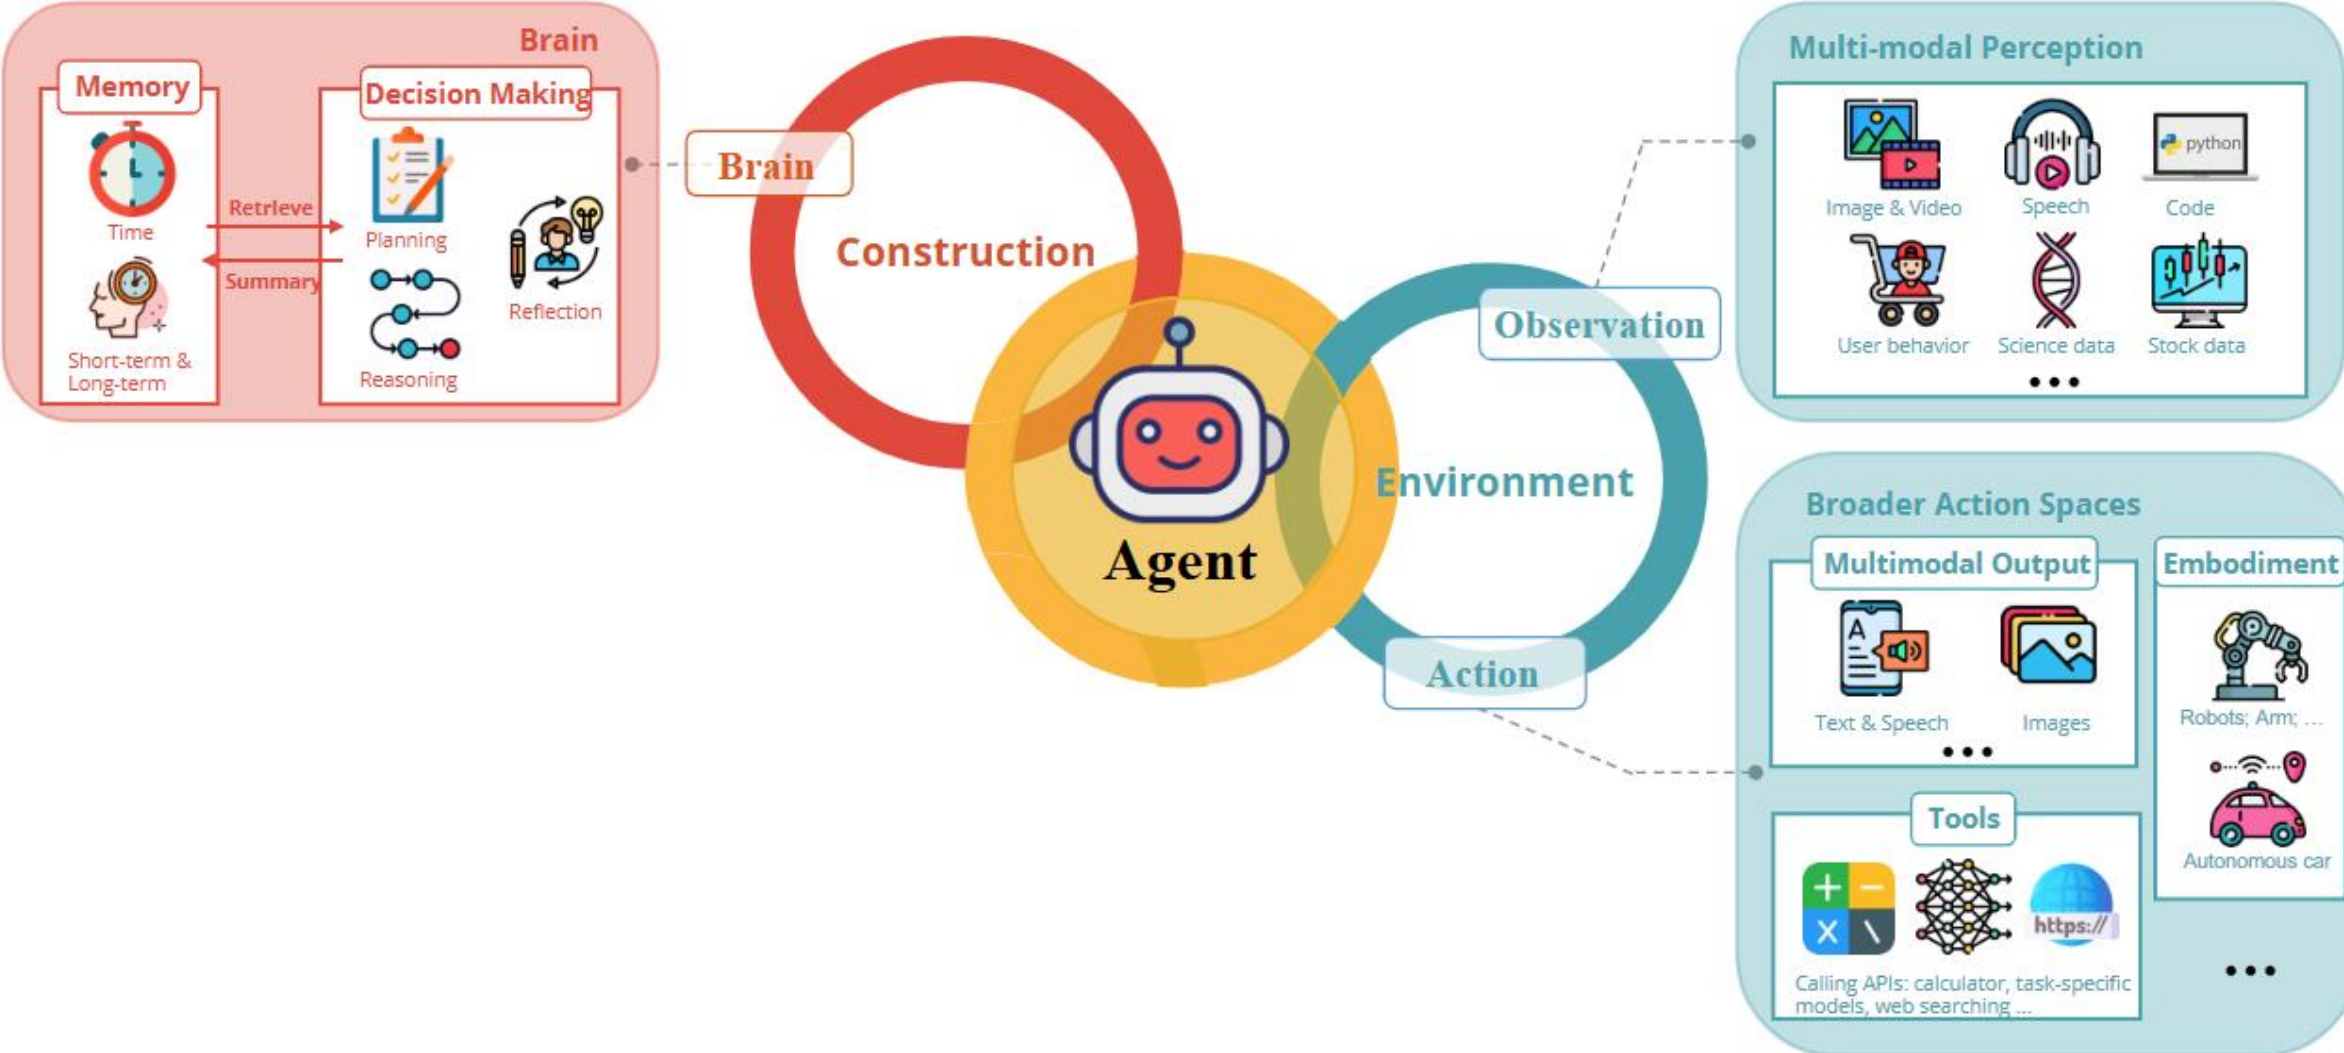 Brain
Memory
Decision Making
Time
Retrieve
Summary
Short-term &
Long-term
Planning
Reasoning
Reflection
Brain
Construction
Agent
Environment
Observation
Action
Multi-modal Perception
Image & Video
Speech
python
Code
User behavior
Science data
Stock data
•••
Broader Action Spaces
Multimodal Output
A
Text & Speech
Images
•••
Embodiment
Robots; Arm; ...
Autonomous car
Tools
+ −
X \
https://
Calling APIs: calculator, task-specific
models, web searching ...
•••